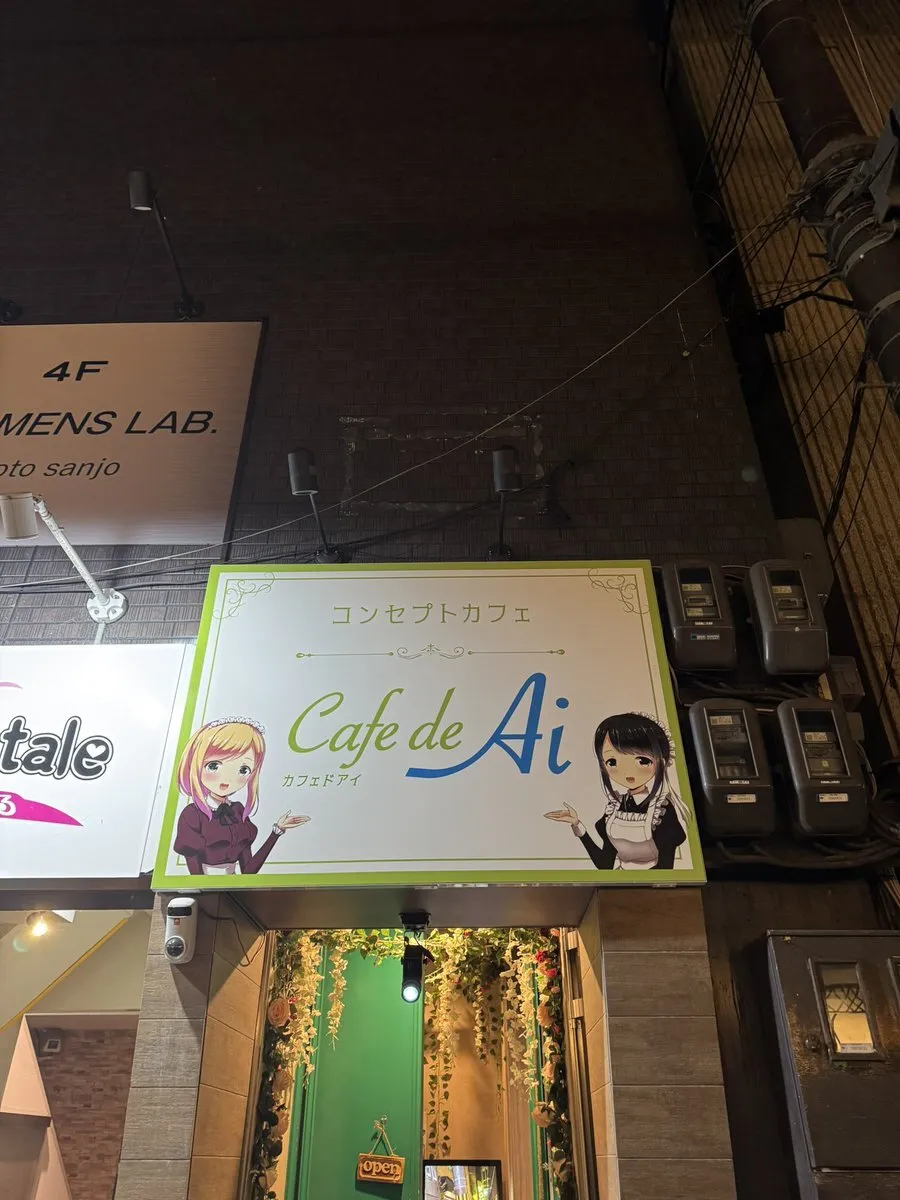 4F
MENS LAB.
oto sanjo
コンセプトカフェ
Cafe de Ai
カフェドアイ
tale
る
open